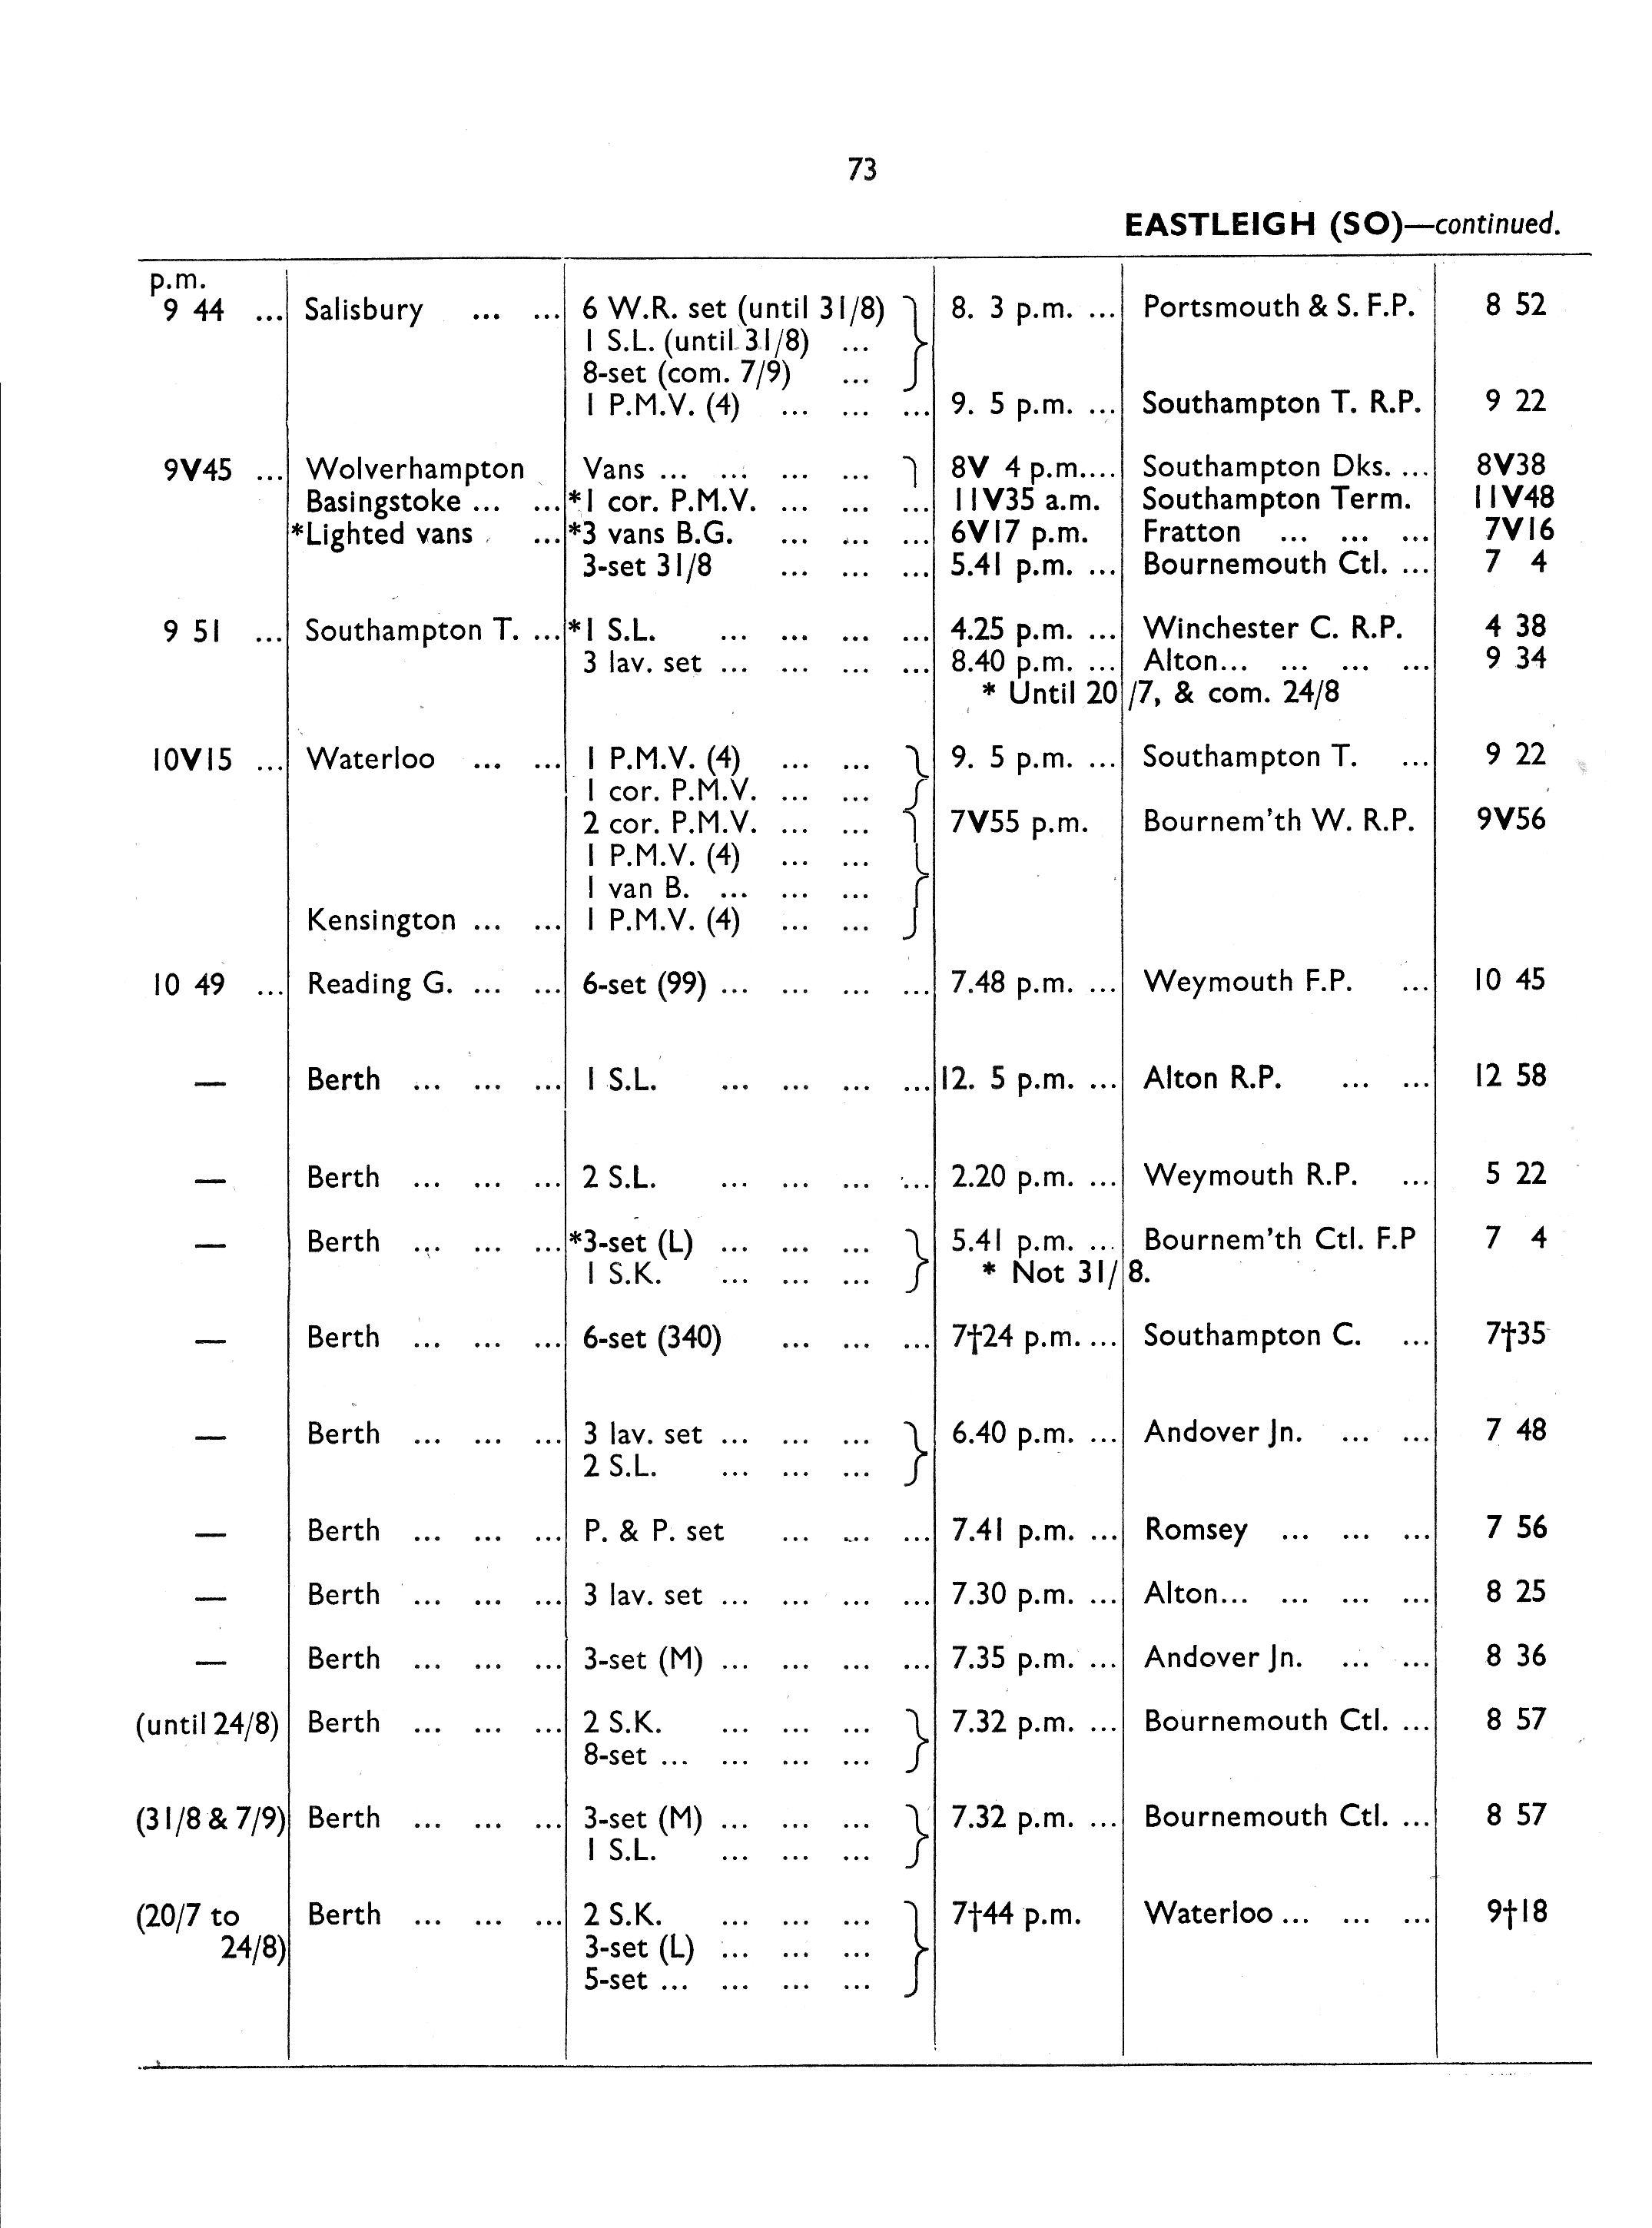 73
EASTLEIGH (SO)—continued.
p.m.
9 44 ... Salisbury ... ... 6 W.R. set (until 31/8) 8. 3 p.m. ... Portsmouth & S. F.P. 8 52
1 S.L. (until 31/8) ...
8-set (com. 7/9) ...
1 P.M.V. (4) ... ... ... 9. 5 p.m. ... Southampton T. R.P. 9 22
9V45 ... Wolverhampton Vans ... ... ... ... 8V 4 p.m.... Southampton Dks. ... 8V38
Basingstoke ... ... *1 cor. P.M.V. ... ... ... 11V35 a.m. Southampton Term. 11V48
*Lighted vans ... *3 vans B.G. ... ... ... 6V17 p.m. Fratton ... ... ... 7V16
3-set 31/8 ... ... ... 5.41 p.m. ... Bournemouth Ctl. ... 7 4
9 51 ... Southampton T. ... *1 S.L. ... ... ... ... 4.25 p.m. ... Winchester C. R.P. 4 38
3 lav. set ... ... ... ... 8.40 p.m. ... Alton... ... ... ... 9 34
* Until 20/7, & com. 24/8
10V15 ... Waterloo ... ... 1 P.M.V. (4) ... ... 9. 5 p.m. ... Southampton T. ... 9 22
1 cor. P.M.V. ... ...
2 cor. P.M.V. ... ... 7V55 p.m. Bournem'th W. R.P. 9V56
1 P.M.V. (4) ... ...
1 van B. ... ... ...
Kensington ... ... 1 P.M.V. (4) ... ...
10 49 ... Reading G. ... ... 6-set (99) ... ... ... ... 7.48 p.m. ... Weymouth F.P. ... 10 45
— Berth ... ... ... 1 S.L. ... ... ... ... 12. 5 p.m. ... Alton R.P. ... ... 12 58
— Berth ... ... ... 2 S.L. ... ... ... ... 2.20 p.m. ... Weymouth R.P. ... 5 22
— Berth ... ... ... *3-set (L) ... ... ... 5.41 p.m. ... Bournem'th Ctl. F.P 7 4
1 S.K. ... ... ... * Not 31/8.
— Berth ... ... ... 6-set (340) ... ... ... 7†24 p.m. ... Southampton C. ... 7†35
— Berth ... ... ... 3 lav. set ... ... ... 6.40 p.m. ... Andover Jn. ... ... 7 48
2 S.L. ... ... ...
— Berth ... ... ... P. & P. set ... ... ... 7.41 p.m. ... Romsey ... ... ... 7 56
— Berth ... ... ... 3 lav. set ... ... ... ... 7.30 p.m. ... Alton... ... ... ... 8 25
— Berth ... ... ... 3-set (M) ... ... ... ... 7.35 p.m. ... Andover Jn. ... ... 8 36
(until 24/8) Berth ... ... ... 2 S.K. ... ... ... 7.32 p.m. ... Bournemouth Ctl. ... 8 57
8-set ... ... ... ...
(31/8 & 7/9) Berth ... ... ... 3-set (M) ... ... ... 7.32 p.m. ... Bournemouth Ctl. ... 8 57
1 S.L. ... ... ...
(20/7 to Berth ... ... ... 2 S.K. ... ... ... 7†44 p.m. Waterloo ... ... ... 9†18
24/8) 3-set (L) ... ... ...
5-set ... ... ... ...